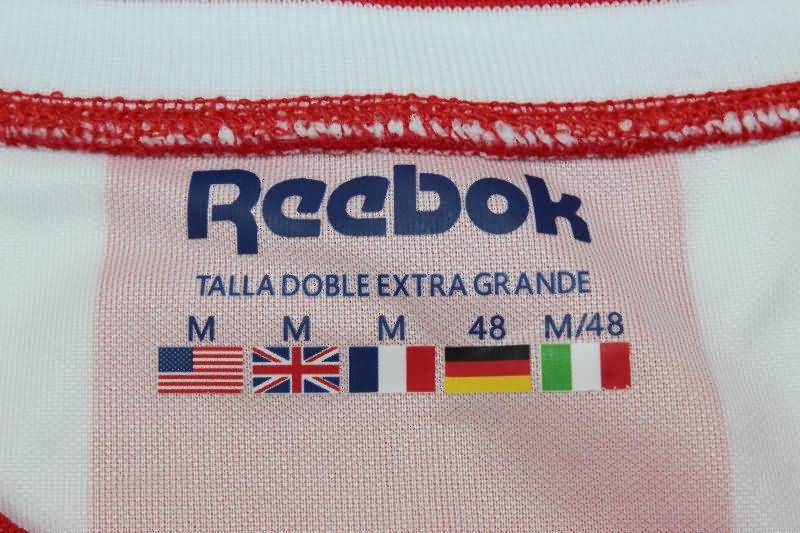 Reebok
TALLA DOBLE EXTRA GRANDE
M M M 48 M/48